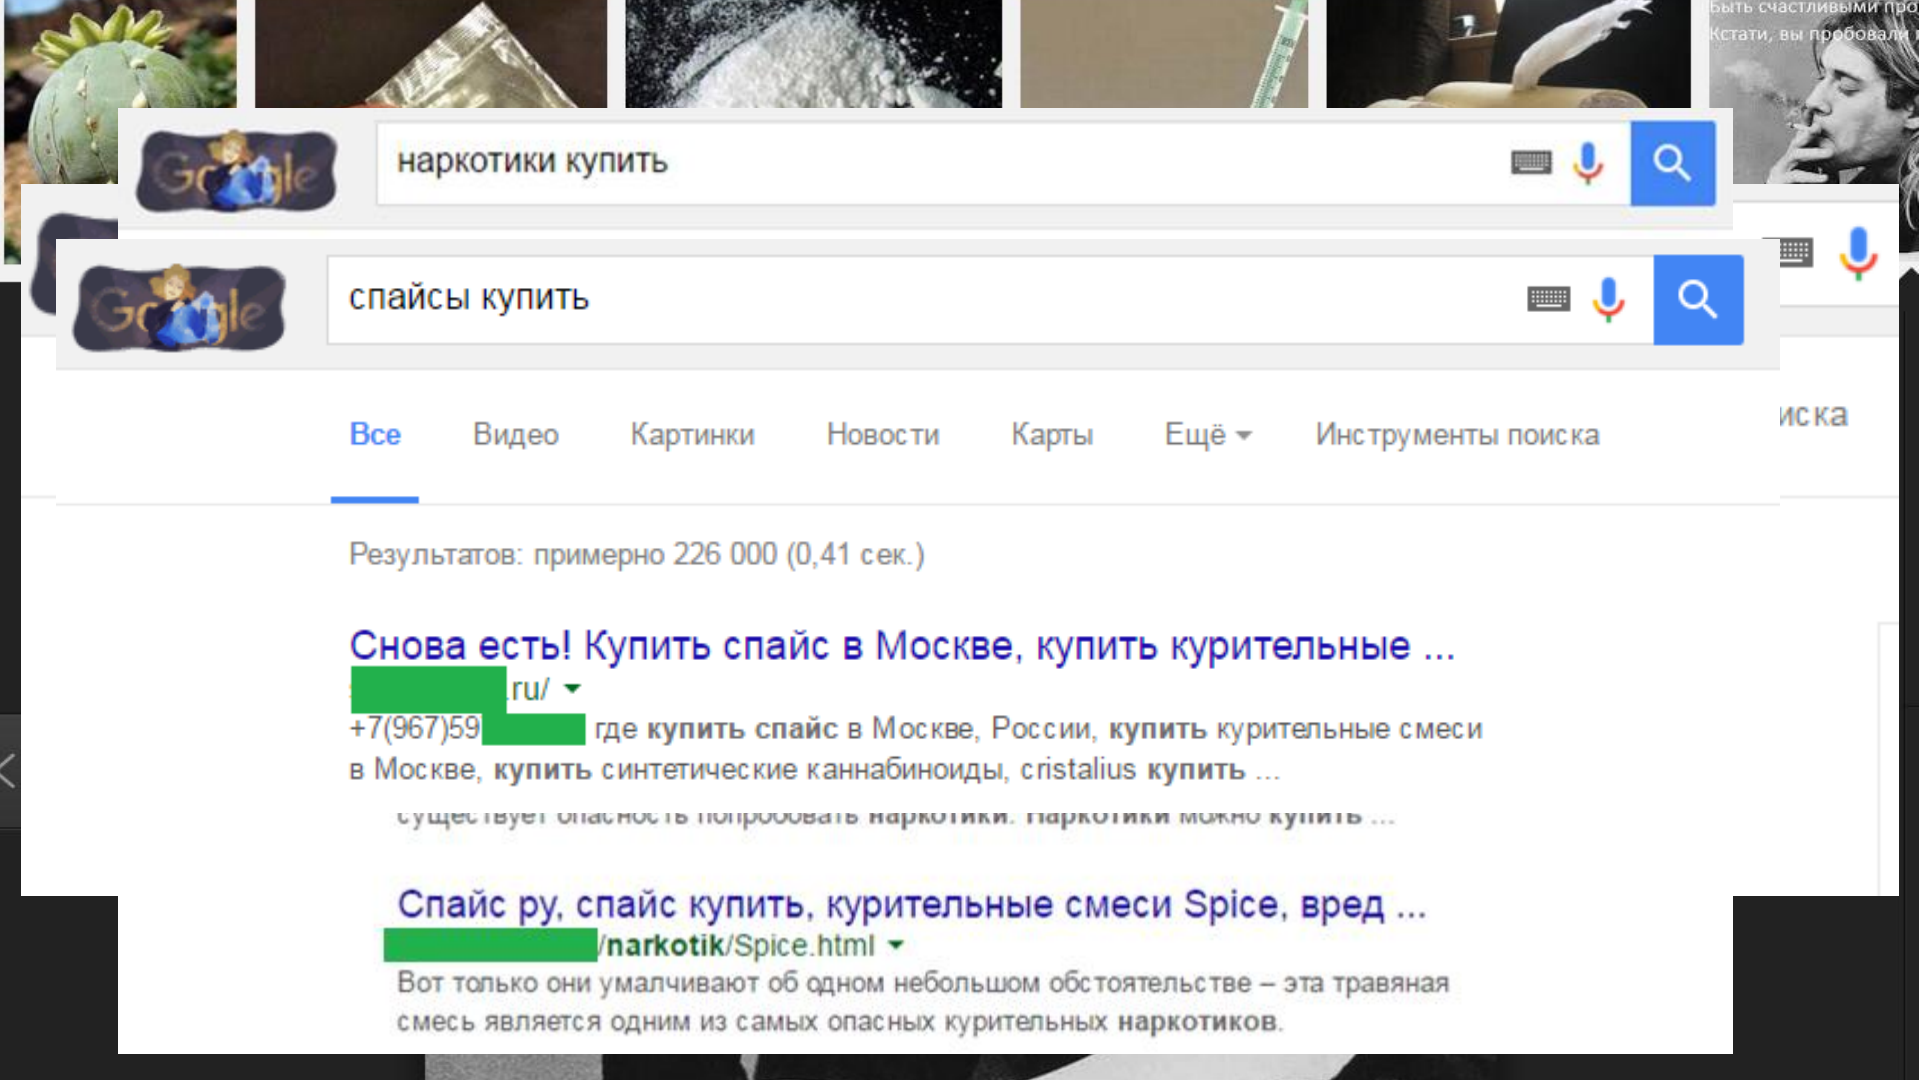 Быть счастливыми про
Кстати, вы пробовали
Google
наркотики купить
Google
спайсы купить
Все Видео Картинки Новости Карты Ещё Инструменты поиска
иска
Результатов: примерно 226 000 (0,41 сек.)
Снова есть! Купить спайс в Москве, купить курительные ...
.ru/
+7(967)59 где купить спайс в Москве, России, купить курительные смеси
в Москве, купить синтетические каннабиноиды, cristalius купить ...
существует опасность попробовать наркотики. Наркотики можно купить ...
Спайс ру, спайс купить, курительные смеси Spice, вред ...
/narkotik/Spice.html
Вот только они умалчивают об одном небольшом обстоятельстве – эта травяная
смесь является одним из самых опасных курительных наркотиков.